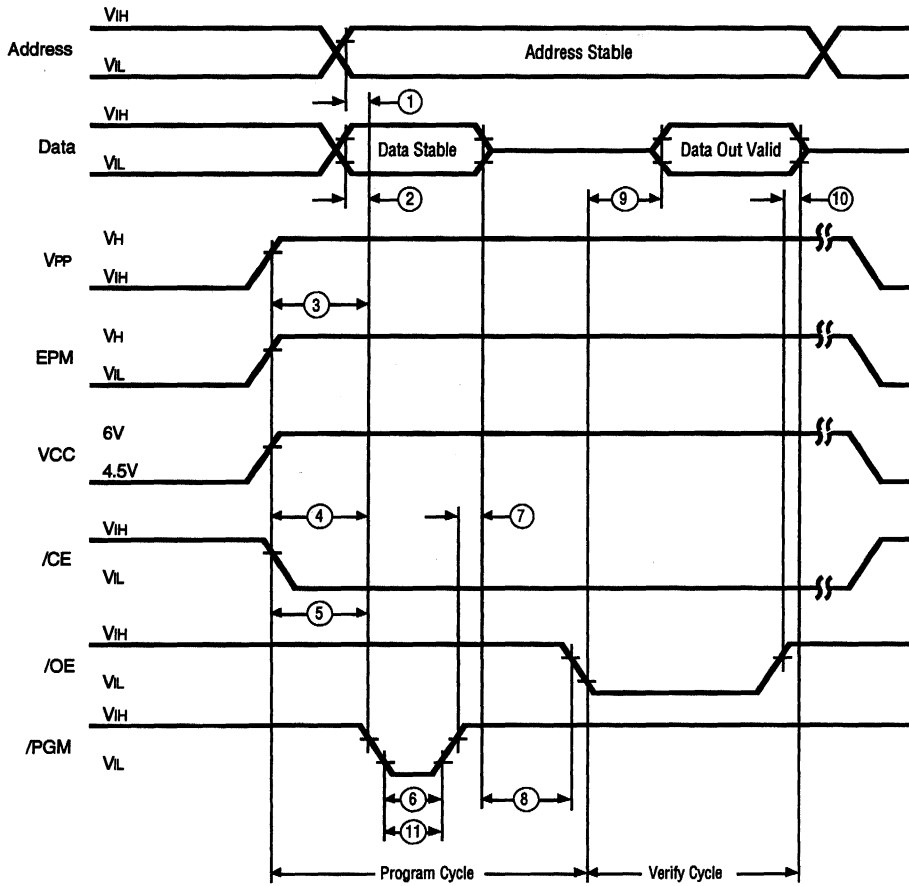 VIH
Address
Address Stable
VIL
1
VIH
Data
Data Stable
Data Out Valid
VIL
2
9
10
VH
VPP
VIH
3
VH
EPM
VIL
6V
VCC
4.5V
4
7
VIH
/CE
VIL
5
VIH
/OE
VIL
VIH
/PGM
VIL
6
8
11
Program Cycle
Verify Cycle